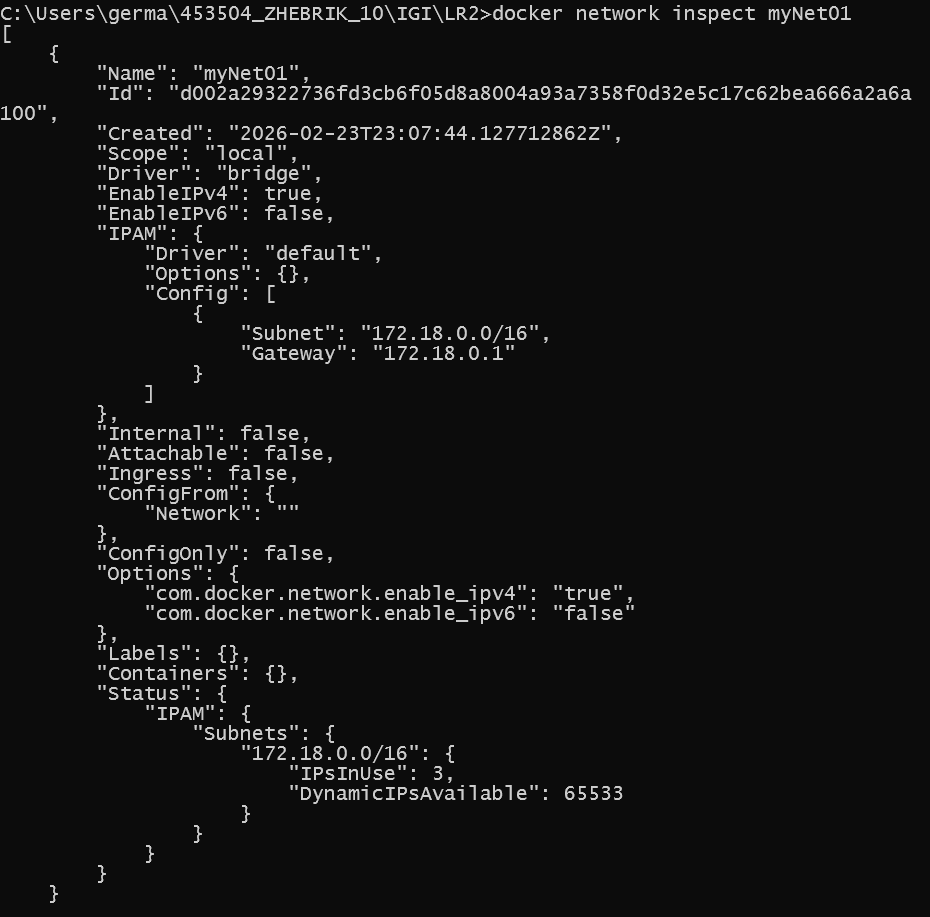 C:\Users\germa\453504_ZHEBRIK_10\IGI\LR2>docker network inspect myNet01
[
    {
        "Name": "myNet01",
        "Id": "d002a29322736fd3cb6f05d8a8004a93a7358f0d32e5c17c62bea666a2a6a
100",
        "Created": "2026-02-23T23:07:44.127712862Z",
        "Scope": "local",
        "Driver": "bridge",
        "EnableIPv4": true,
        "EnableIPv6": false,
        "IPAM": {
            "Driver": "default",
            "Options": {},
            "Config": [
                {
                    "Subnet": "172.18.0.0/16",
                    "Gateway": "172.18.0.1"
                }
            ]
        },
        "Internal": false,
        "Attachable": false,
        "Ingress": false,
        "ConfigFrom": {
            "Network": ""
        },
        "ConfigOnly": false,
        "Options": {
            "com.docker.network.enable_ipv4": "true",
            "com.docker.network.enable_ipv6": "false"
        },
        "Labels": {},
        "Containers": {},
        "Status": {
            "IPAM": {
                "Subnets": {
                    "172.18.0.0/16": {
                        "IPsInUse": 3,
                        "DynamicIPsAvailable": 65533
                    }
                }
            }
        }
    }